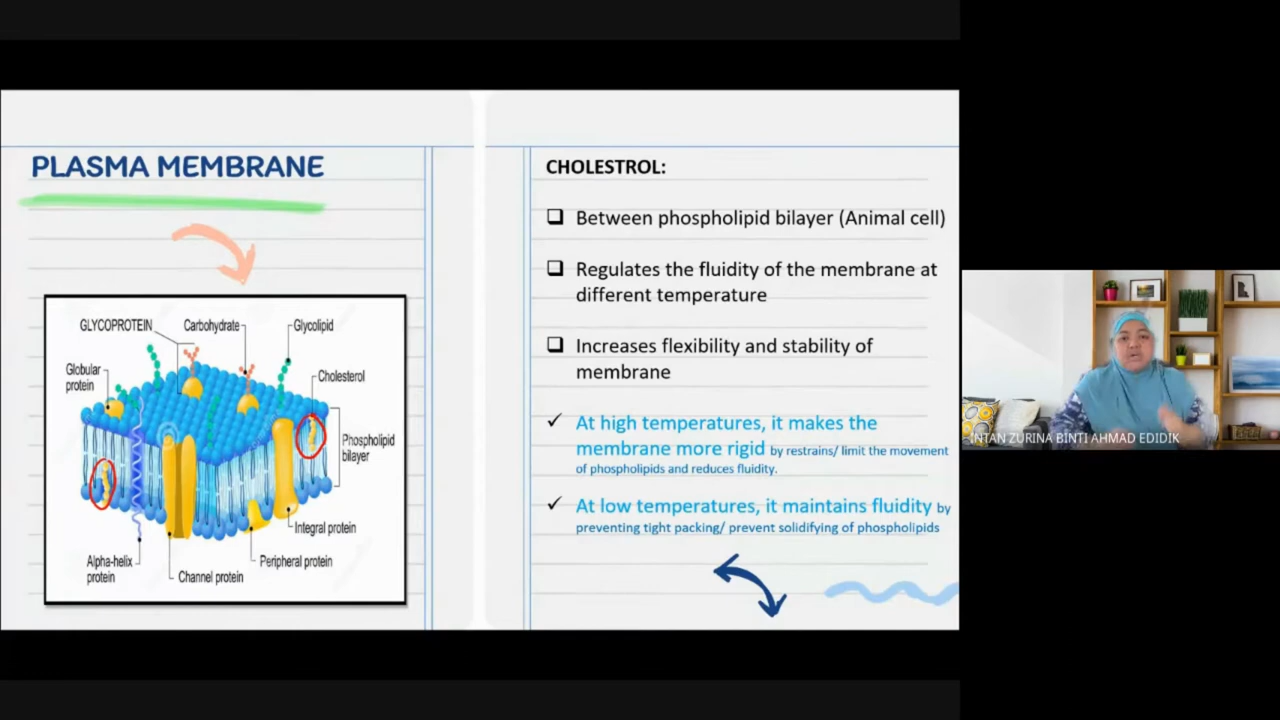 PLASMA MEMBRANE
GLYCOPROTEIN
Carbohydrate
Glycolipid
Globular
protein
Cholesterol
Phospholipid
bilayer
Integral protein
Peripheral protein
Alpha-helix
protein
Channel protein
CHOLESTROL:
Between phospholipid bilayer (Animal cell)
Regulates the fluidity of the membrane at
different temperature
Increases flexibility and stability of
membrane
At high temperatures, it makes the
membrane more rigid by restrains/ limit the movement
of phospholipids and reduces fluidity.
At low temperatures, it maintains fluidity by
preventing tight packing/ prevent solidifying of phospholipids
INTAN ZURINA BINTI AHMAD EDIDIK